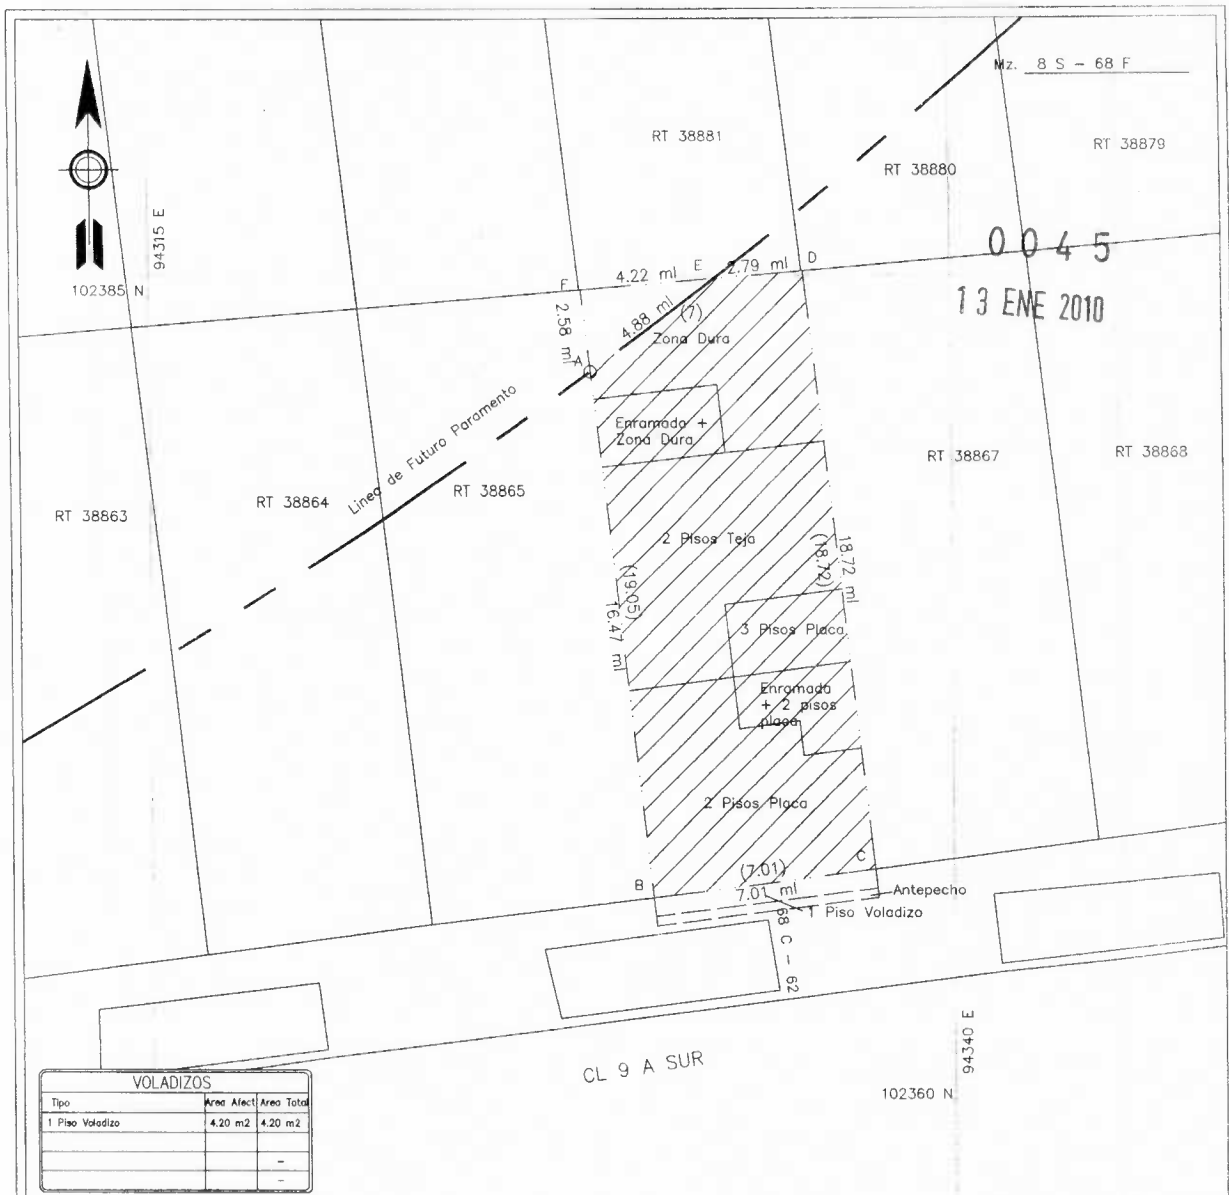 Mz. 8 S - 68 F
RT 38881
RT 38879
RT 38880
94315 E
0045
102385 N
F
4.22 ml
E
2.79 ml
D
13 ENE 2010
2.58 ml
4.88 ml
(7)
Zona Dura
A
Linea de Futuro Paramento
Enramada +
Zona Dura
RT 38863
RT 38864
RT 38865
RT 38867
RT 38868
2 Pisos Teja
(18.72)
18.72 ml
(19.05)
16.47 ml
3 Pisos Placa
Enramada
+ 2 pisos
placa
2 Pisos Placa
B
(7.01)
7.01 ml
C
Antepecho
1 Piso Voladizo
68 C - 62
CL 9 A SUR
94340 E
102360 N
VOLADIZOS
Tipo Area Afect Area Total
1 Piso Voladizo 4.20 m2 4.20 m2
-
-